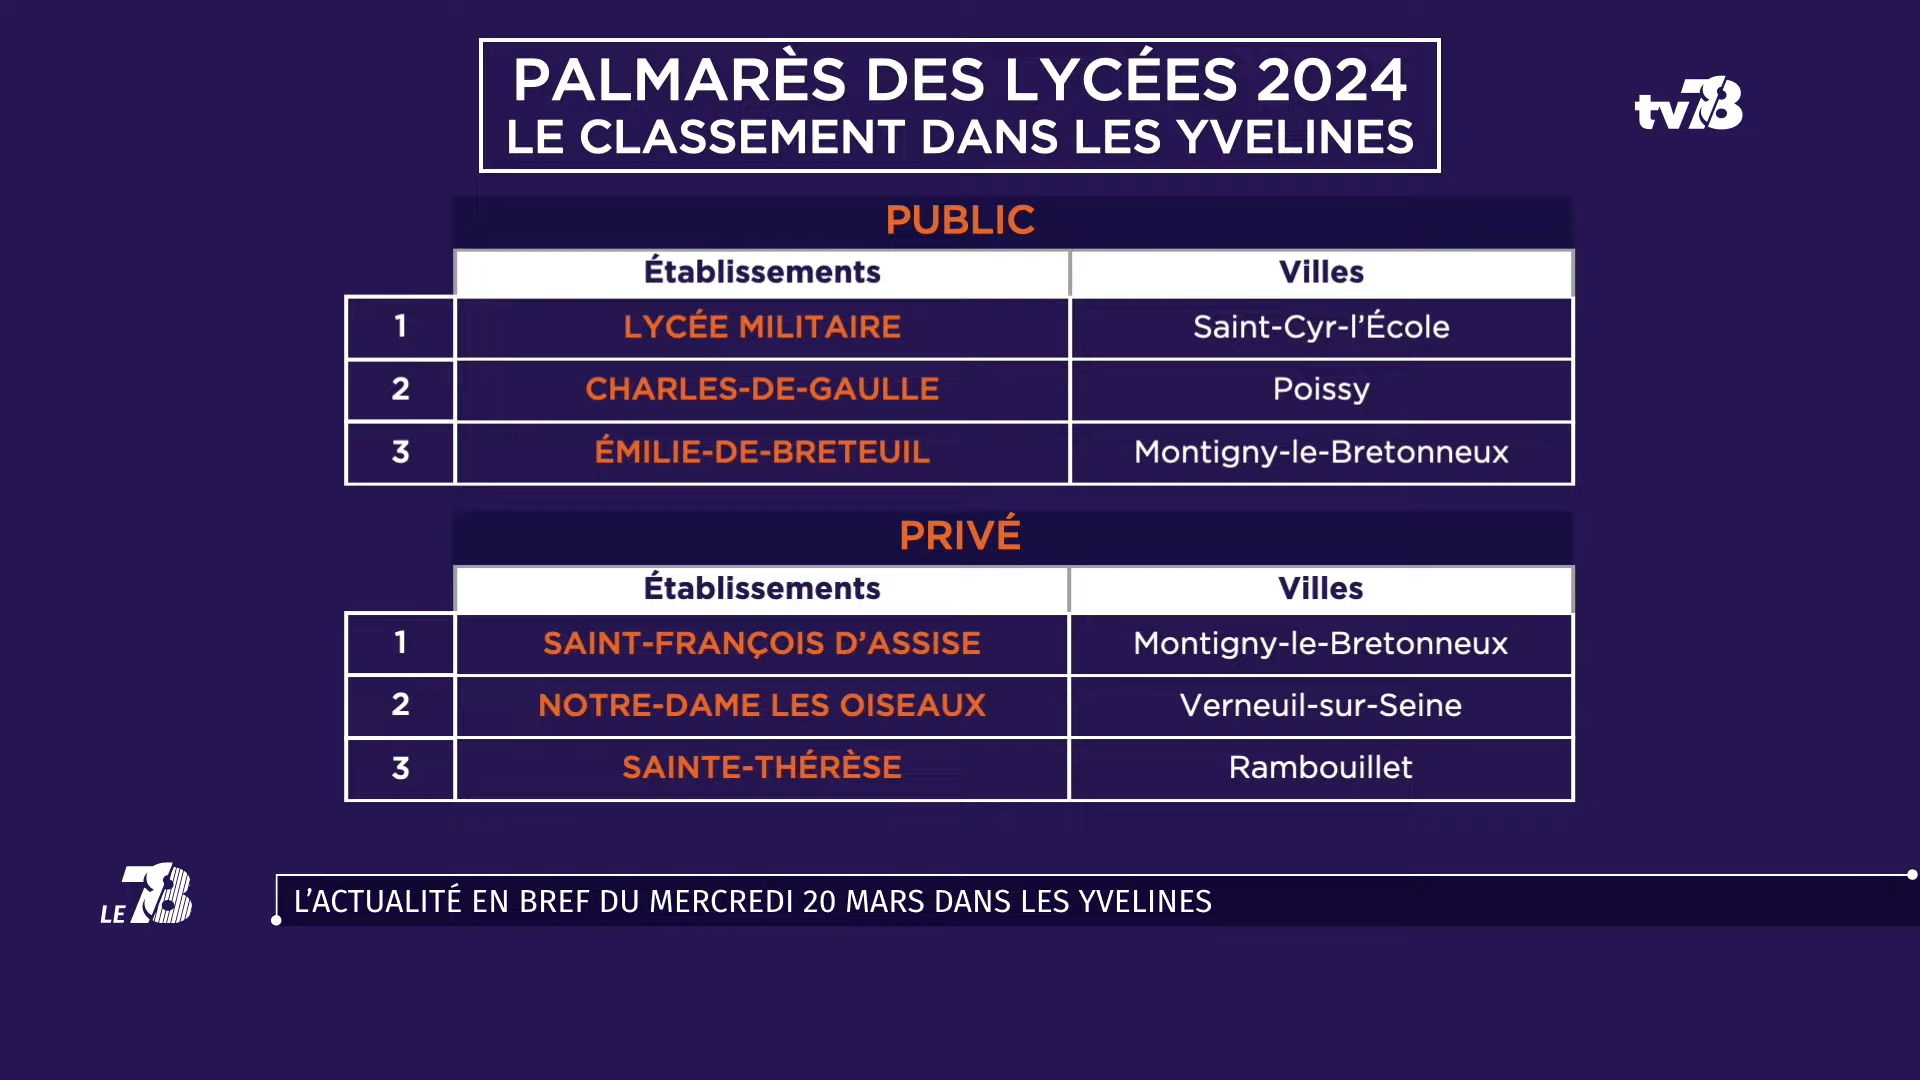 PALMARÈS DES LYCÉES 2024
LE CLASSEMENT DANS LES YVELINES
tv78
PUBLIC
Établissements Villes
1 LYCÉE MILITAIRE Saint-Cyr-l’École
2 CHARLES-DE-GAULLE Poissy
3 ÉMILIE-DE-BRETEUIL Montigny-le-Bretonneux
PRIVÉ
Établissements Villes
1 SAINT-FRANÇOIS D’ASSISE Montigny-le-Bretonneux
2 NOTRE-DAME LES OISEAUX Verneuil-sur-Seine
3 SAINTE-THÉRÈSE Rambouillet
LE 78
L’ACTUALITÉ EN BREF DU MERCREDI 20 MARS DANS LES YVELINES